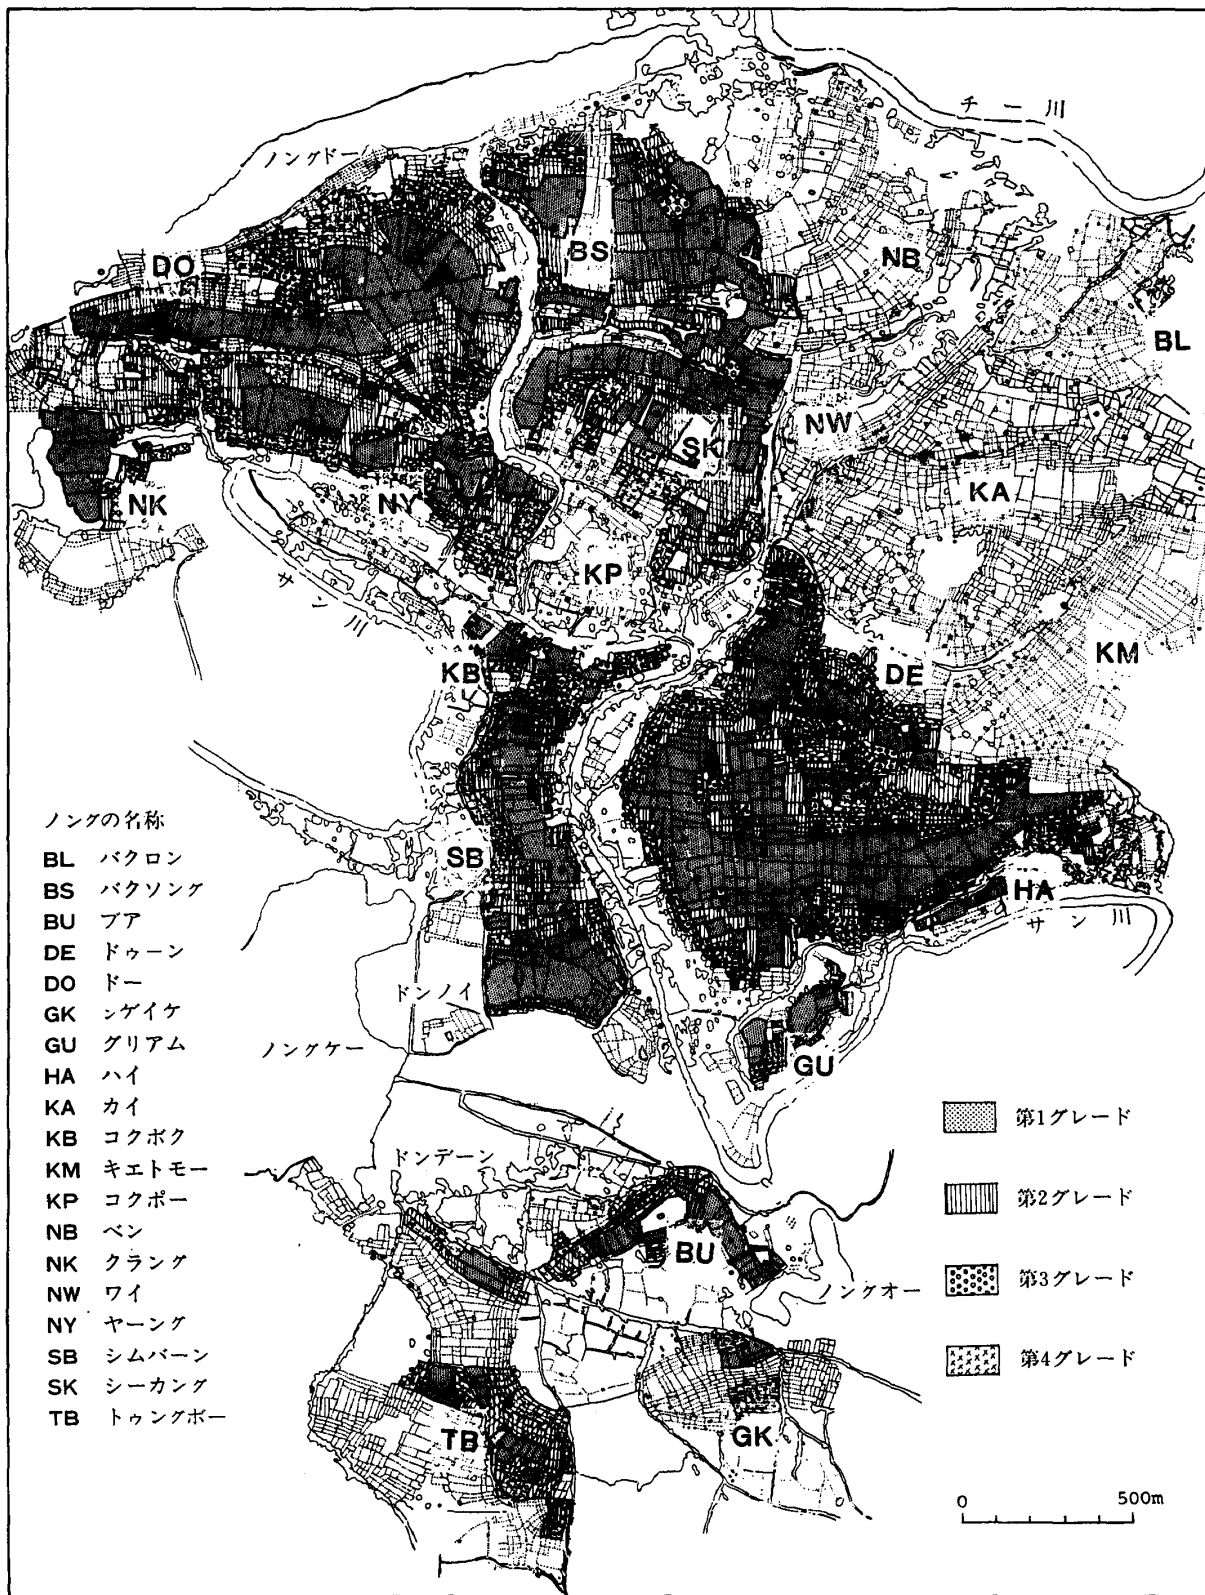 チー川
ノングドー
DO
BS
NB
BL
NW
SK
KA
NK
NY
KP
サン川
KB
DE
KM
SB
HA
サン川
ドンノイ
ノングケー
GU
ドンデーン
BU
ノングオー
TB
GK
ノングの名称
BL バクロン
BS バクソング
BU ブア
DE ドゥーン
DO ドー
GK ンゲイケ
GU グリアム
HA ハイ
KA カイ
KB コクボク
KM キエトモー
KP コクポー
NB ベン
NK クラング
NW ワイ
NY ヤーング
SB シムバーン
SK シーカング
TB トゥングボー
第1グレード
第2グレード
第3グレード
第4グレード
0 500m